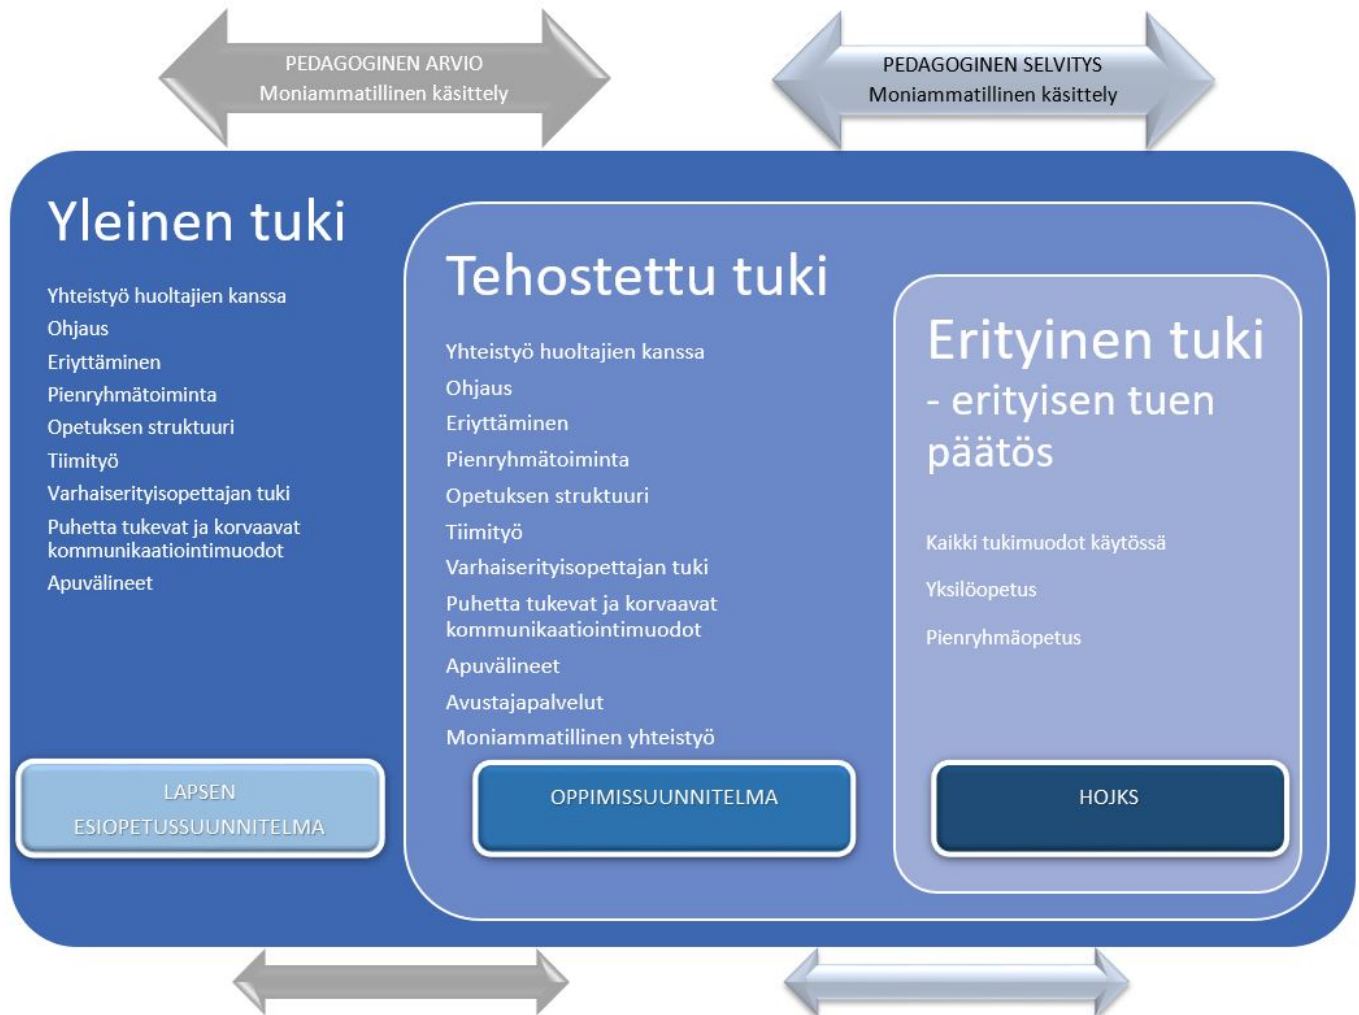 PEDAGOGINEN ARVIO
Moniammatillinen käsittely
PEDAGOGINEN SELVITYS
Moniammatillinen käsittely
Yleinen tuki
Yhteistyö huoltajien kanssa
Ohjaus
Eriyttäminen
Pienryhmätoiminta
Opetuksen struktuuri
Tiimityö
Varhaiserityisopettajan tuki
Puhetta tukevat ja korvaavat
kommunikaatiointimuodot
Apuvälineet
LAPSEN
ESIOPETUSSUUNNITELMA
Tehostettu tuki
Yhteistyö huoltajien kanssa
Ohjaus
Eriyttäminen
Pienryhmätoiminta
Opetuksen struktuuri
Tiimityö
Varhaiserityisopettajan tuki
Puhetta tukevat ja korvaavat
kommunikaatiointimuodot
Apuvälineet
Avustajapalvelut
Moniammatillinen yhteistyö
OPPIMISSUUNNITELMA
Erityinen tuki
- erityisen tuen
päätös
Kaikki tukimuodot käytössä
Yksilöopetus
Pienryhmäopetus
HOJKS